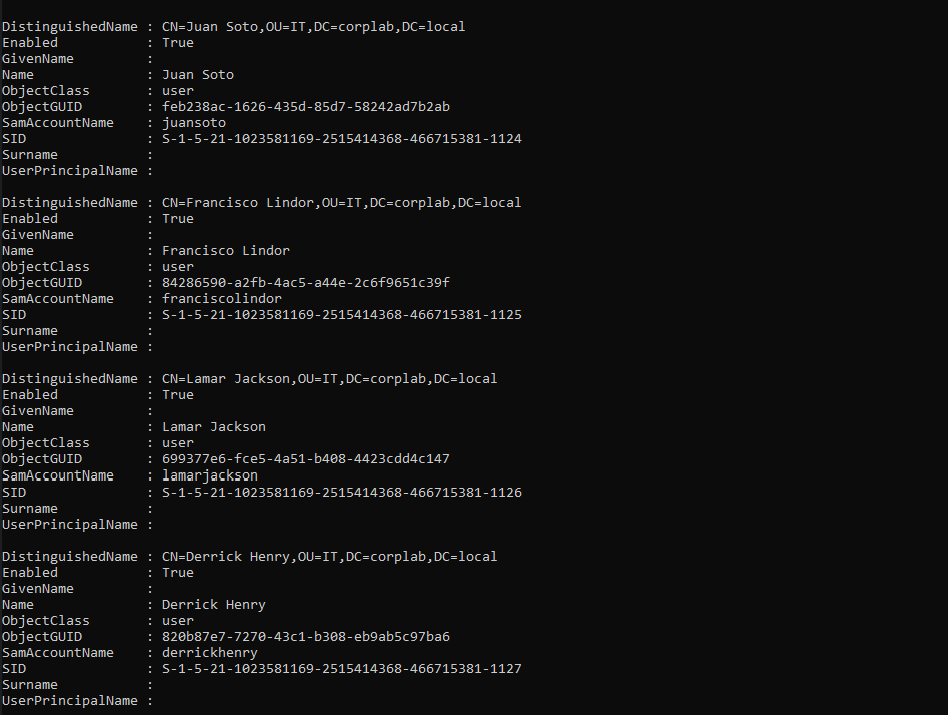 DistinguishedName : CN=Juan Soto,OU=IT,DC=corplab,DC=local
Enabled           : True
GivenName         :
Name              : Juan Soto
ObjectClass       : user
ObjectGUID        : feb238ac-1626-435d-85d7-58242ad7b2ab
SamAccountName    : juansoto
SID               : S-1-5-21-1023581169-2515414368-466715381-1124
Surname           :
UserPrincipalName :

DistinguishedName : CN=Francisco Lindor,OU=IT,DC=corplab,DC=local
Enabled           : True
GivenName         :
Name              : Francisco Lindor
ObjectClass       : user
ObjectGUID        : 84286590-a2fb-4ac5-a44e-2c6f9651c39f
SamAccountName    : franciscolindor
SID               : S-1-5-21-1023581169-2515414368-466715381-1125
Surname           :
UserPrincipalName :

DistinguishedName : CN=Lamar Jackson,OU=IT,DC=corplab,DC=local
Enabled           : True
GivenName         :
Name              : Lamar Jackson
ObjectClass       : user
ObjectGUID        : 699377e6-fce5-4a51-b408-4423cdd4c147
SamAccountName    : lamarjackson
SID               : S-1-5-21-1023581169-2515414368-466715381-1126
Surname           :
UserPrincipalName :

DistinguishedName : CN=Derrick Henry,OU=IT,DC=corplab,DC=local
Enabled           : True
GivenName         :
Name              : Derrick Henry
ObjectClass       : user
ObjectGUID        : 820b87e7-7270-43c1-b308-eb9ab5c97ba6
SamAccountName    : derrickhenry
SID               : S-1-5-21-1023581169-2515414368-466715381-1127
Surname           :
UserPrincipalName :